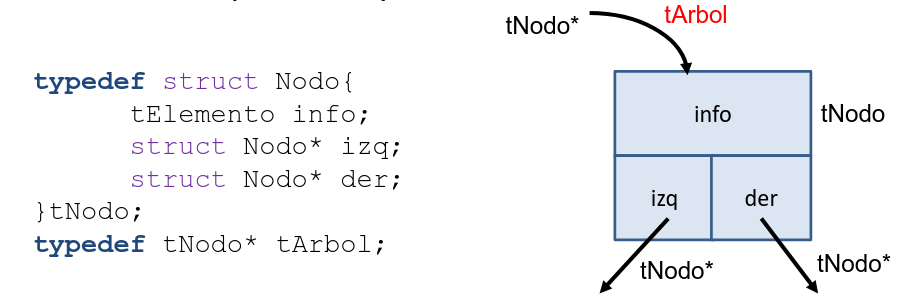 typedef struct Nodo{
tElemento info;
struct Nodo* izq;
struct Nodo* der;
}tNodo;
typedef tNodo* tArbol;
tNodo*
tArbol
info
tNodo
izq
der
tNodo*
tNodo*